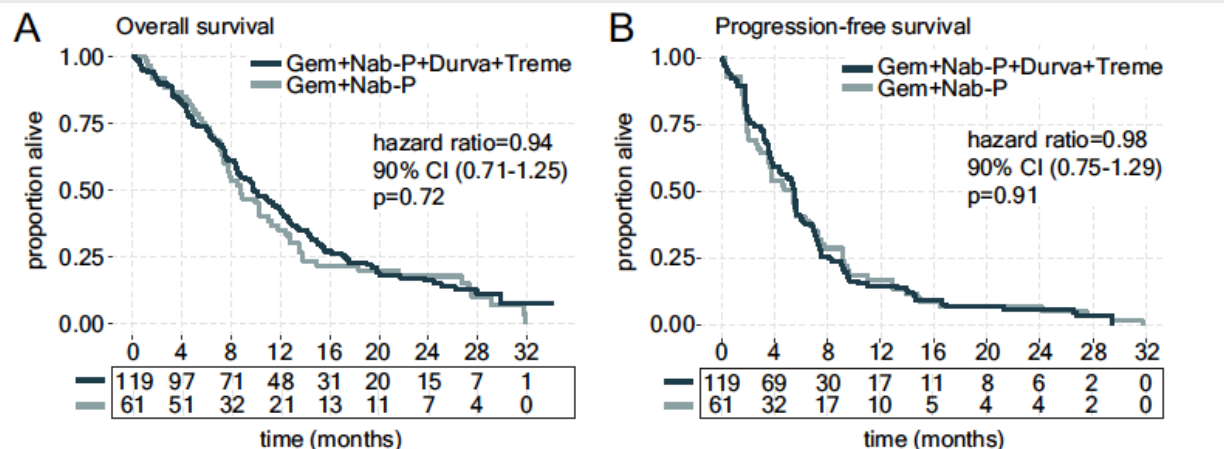 A Overall survival
1.00
0.75
0.50
0.25
0.00
proportion alive
Gem+Nab-P+Durva+Treme
Gem+Nab-P
hazard ratio=0.94
90% CI (0.71-1.25)
p=0.72
0 4 8 12 16 20 24 28 32
119 97 71 48 31 20 15 7 1
61 51 32 21 13 11 7 4 0
time (months)
B Progression-free survival
1.00
0.75
0.50
0.25
0.00
proportion alive
Gem+Nab-P+Durva+Treme
Gem+Nab-P
hazard ratio=0.98
90% CI (0.75-1.29)
p=0.91
0 4 8 12 16 20 24 28 32
119 69 30 17 11 8 6 2 0
61 32 17 10 5 4 4 2 0
time (months)